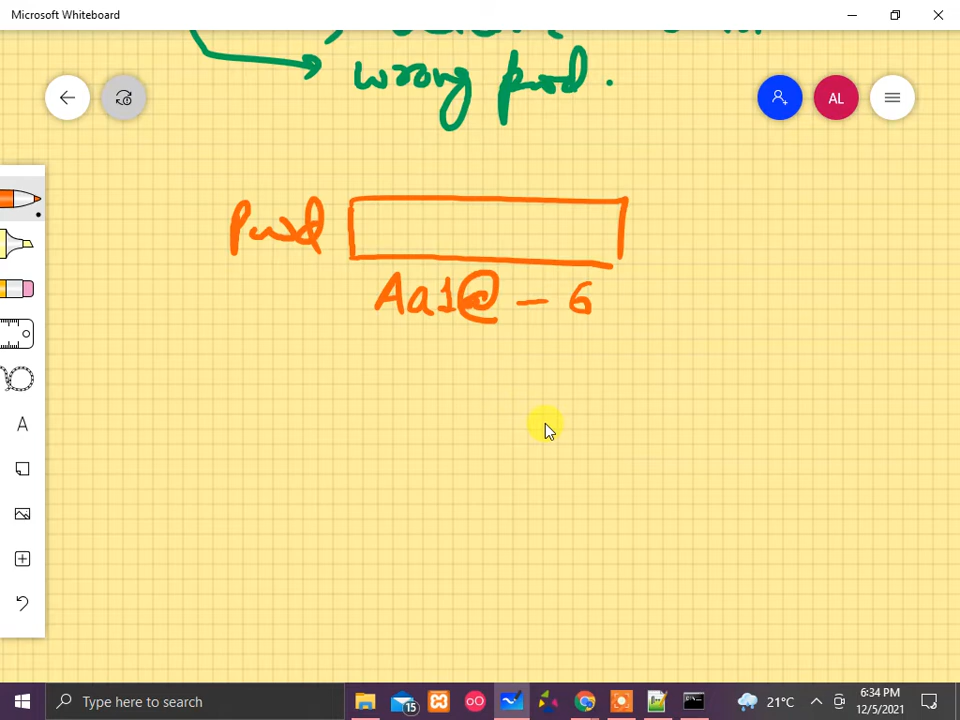 Microsoft Whiteboard
wrong pwd.
AL
Pwd
Aa1@ - 6
A
Type here to search
15
21°C
6:34 PM
12/5/2021